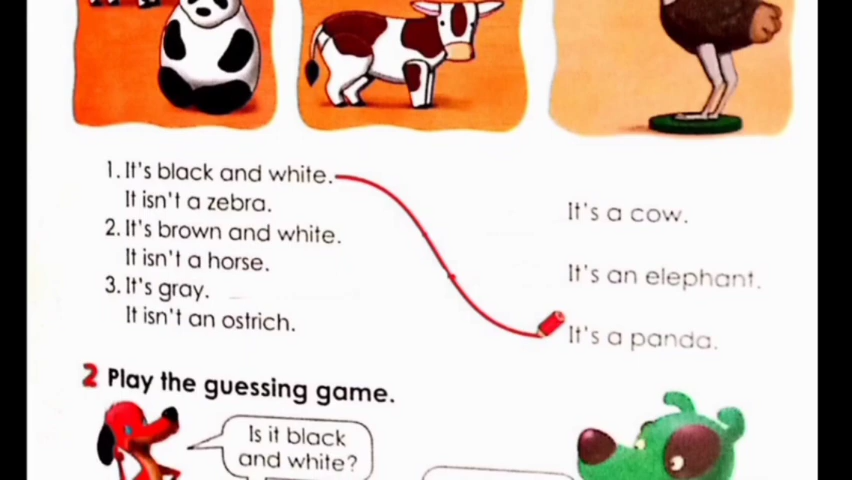 1. It's black and white.
It isn't a zebra.
2. It's brown and white.
It isn't a horse.
3. It's gray.
It isn't an ostrich.
It's a cow.
It's an elephant.
It's a panda.
2 Play the guessing game.
Is it black
and white?